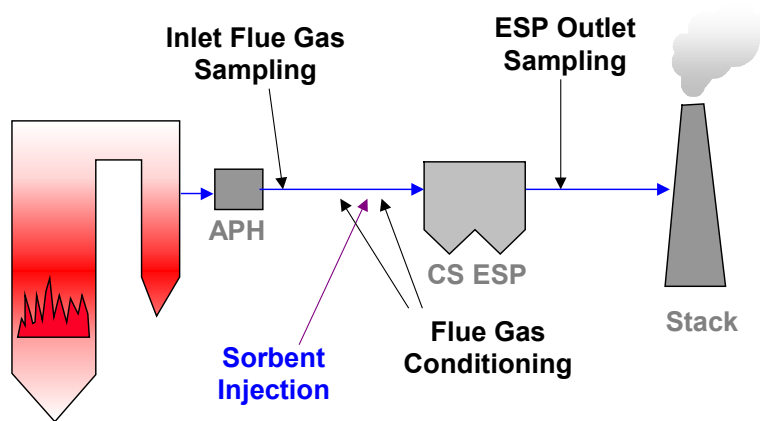 Inlet Flue Gas
Sampling
ESP Outlet
Sampling
APH
CS ESP
Stack
Flue Gas
Conditioning
Sorbent
Injection